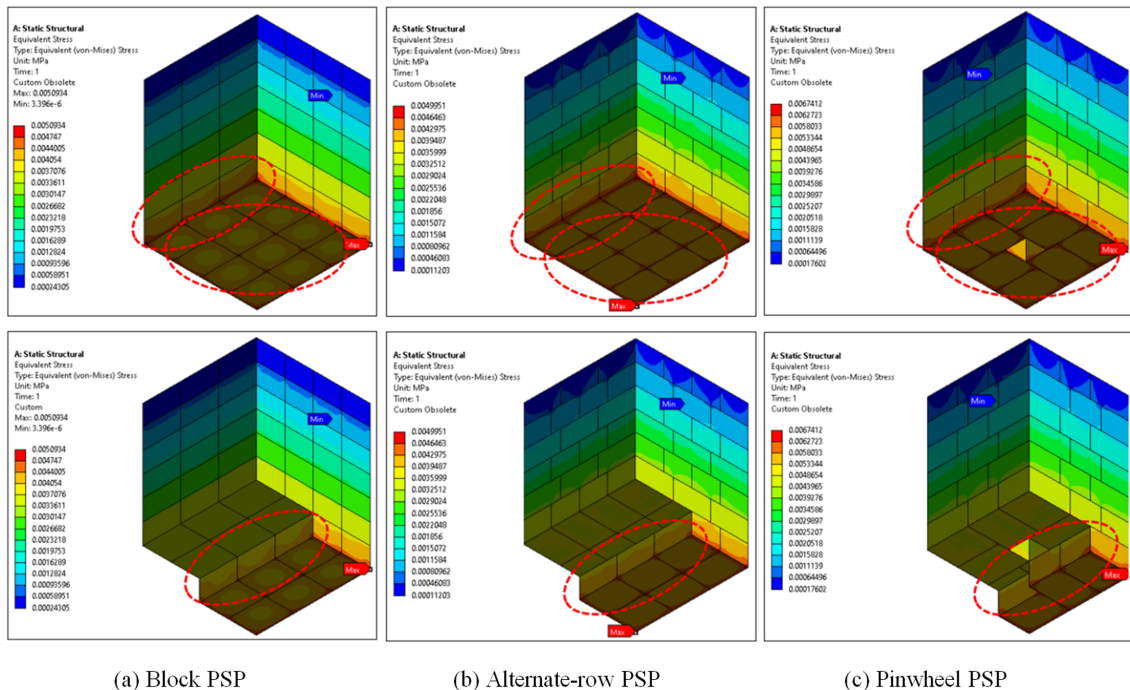 A: Static Structural
Equivalent Stress
Type: Equivalent (von-Mises) Stress
Unit: MPa
Time: 1
Custom Obsolete
Max: 0.0050934
Min: 3.396e-6
0.0050934
0.004747
0.0044005
0.004054
0.0037076
0.0033611
0.0030147
0.0026682
0.0023218
0.0019753
0.0016289
0.0012824
0.00093596
0.00058951
0.00024305
Min
Max
A: Static Structural
Equivalent Stress
Type: Equivalent (von-Mises) Stress
Unit: MPa
Time: 1
Custom Obsolete
0.0049951
0.0046463
0.0042975
0.0039487
0.0035999
0.0032512
0.0029024
0.0025536
0.0022048
0.001856
0.0015072
0.0011584
0.00080962
0.00046083
0.00011203
Min
Max
A: Static Structural
Equivalent Stress
Type: Equivalent (von-Mises) Stress
Unit: MPa
Time: 1
Custom Obsolete
0.0067412
0.0062723
0.0058033
0.0053344
0.0048654
0.0043965
0.0039276
0.0034586
0.0029897
0.0025207
0.0020518
0.0015828
0.0011139
0.00064496
0.00017602
Min
Max
A: Static Structural
Equivalent Stress
Type: Equivalent (von-Mises) Stress
Unit: MPa
Time: 1
Custom
Max: 0.0050934
Min: 3.396e-6
0.0050934
0.004747
0.0044005
0.004054
0.0037076
0.0033611
0.0030147
0.0026682
0.0023218
0.0019753
0.0016289
0.0012824
0.00093596
0.00058951
0.00024305
Min
Max
A: Static Structural
Equivalent Stress
Type: Equivalent (von-Mises) Stress
Unit: MPa
Time: 1
Custom Obsolete
0.0049951
0.0046463
0.0042975
0.0039487
0.0035999
0.0032512
0.0029024
0.0025536
0.0022048
0.001856
0.0015072
0.0011584
0.00080962
0.00046083
0.00011203
Min
Max
A: Static Structural
Equivalent Stress
Type: Equivalent (von-Mises) Stress
Unit: MPa
Time: 1
Custom Obsolete
0.0067412
0.0062723
0.0058033
0.0053344
0.0048654
0.0043965
0.0039276
0.0034586
0.0029897
0.0025207
0.0020518
0.0015828
0.0011139
0.00064496
0.00017602
Min
Max
(a) Block PSP
(b) Alternate-row PSP
(c) Pinwheel PSP